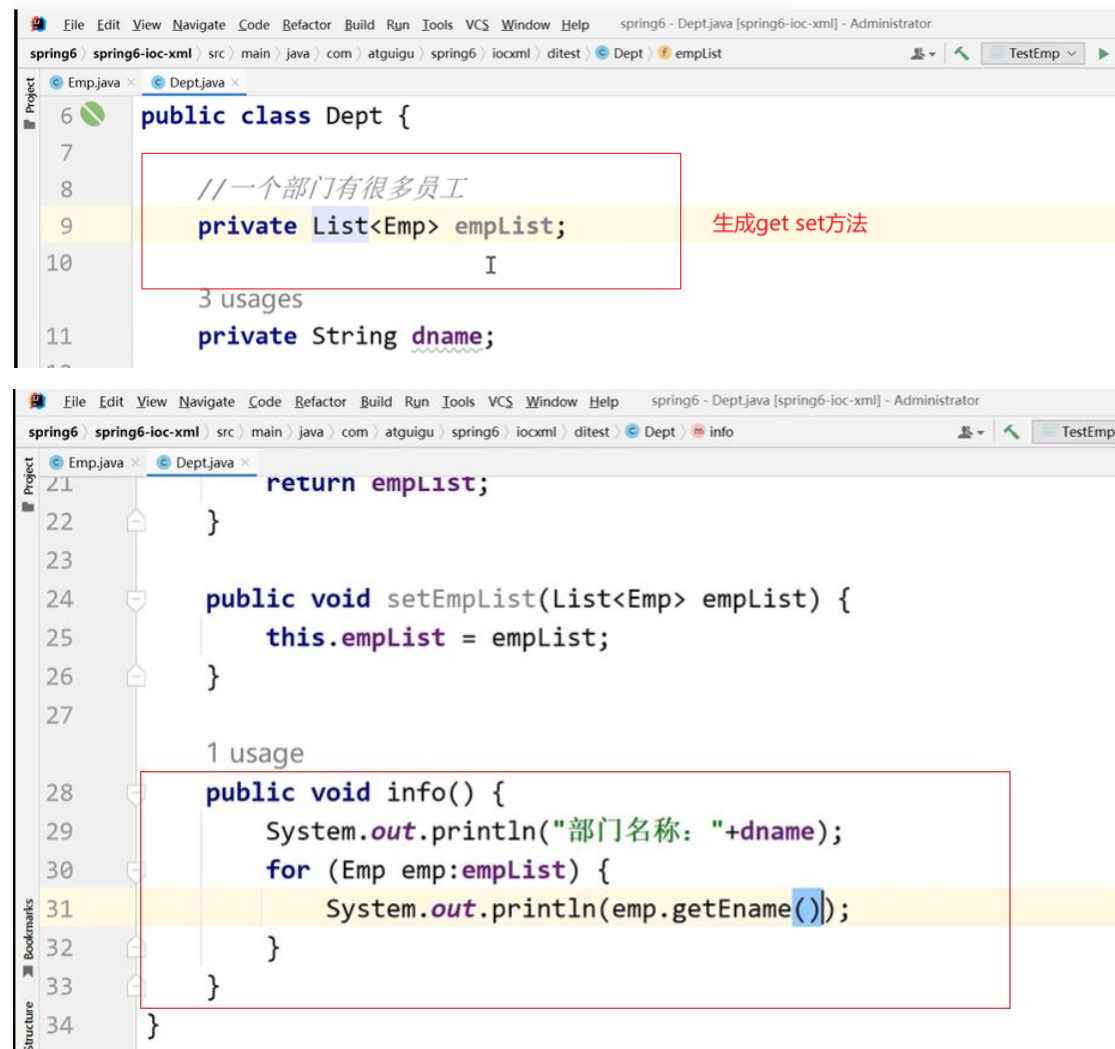 File Edit View Navigate Code Refactor Build Run Tools VCS Window Help spring6 - Dept.java [spring6-ioc-xml] - Administrator
spring6 〉 spring6-ioc-xml 〉 src 〉 main 〉 java 〉 com 〉 atguigu 〉 spring6 〉 iocxml 〉 ditest 〉 Dept 〉 empList TestEmp
Project Emp.java × Dept.java ×
6 public class Dept {
7
8 //一个部门有很多员工
9 private List<Emp> empList; 生成get set方法
10
3 usages
11 private String dname;
File Edit View Navigate Code Refactor Build Run Tools VCS Window Help spring6 - Dept.java [spring6-ioc-xml] - Administrator
spring6 〉 spring6-ioc-xml 〉 src 〉 main 〉 java 〉 com 〉 atguigu 〉 spring6 〉 iocxml 〉 ditest 〉 Dept 〉 info TestEmp
Project Emp.java × Dept.java ×
21 return empList;
22 }
23
24 public void setEmpList(List<Emp> empList) {
25 this.empList = empList;
26 }
27
1 usage
28 public void info() {
29 System.out.println("部门名称："+dname);
30 for (Emp emp:empList) {
31 System.out.println(emp.getEname());
Bookmarks
32 }
33 }
34 }
Structure